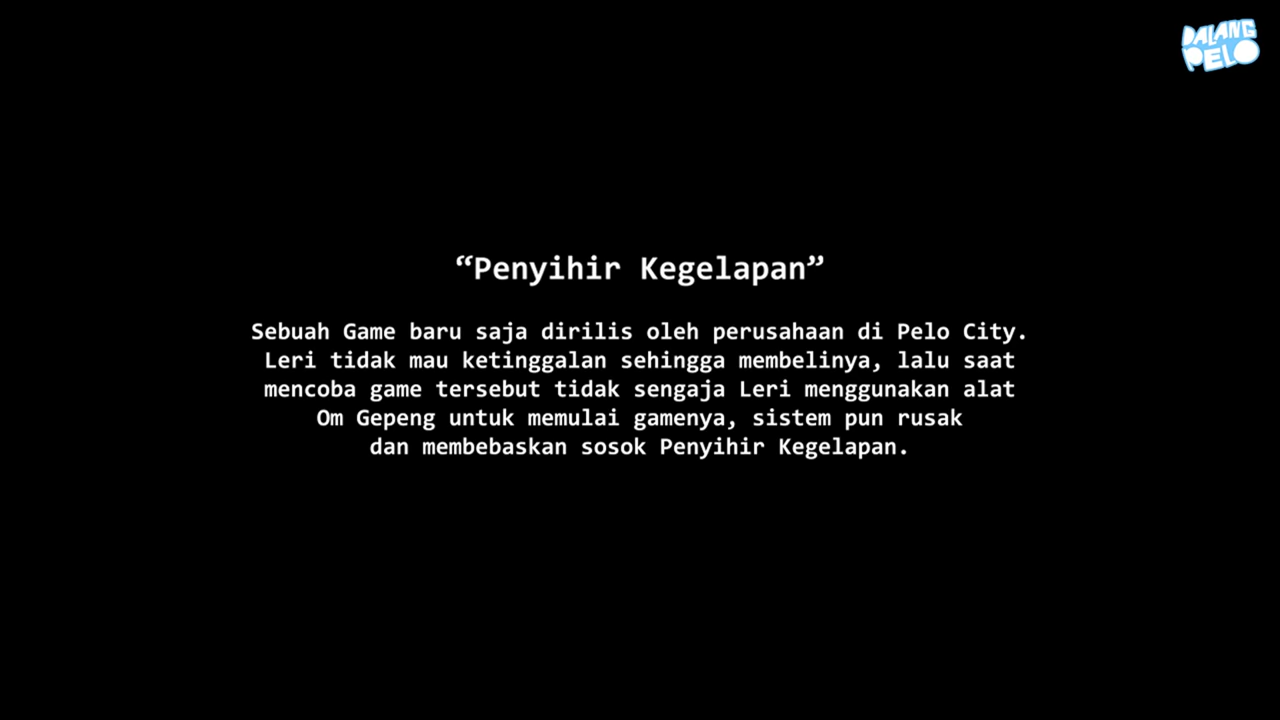 DALANG
PELO
“Penyihir Kegelapan”
Sebuah Game baru saja dirilis oleh perusahaan di Pelo City.
Leri tidak mau ketinggalan sehingga membelinya, lalu saat
mencoba game tersebut tidak sengaja Leri menggunakan alat
Om Gepeng untuk memulai gamenya, sistem pun rusak
dan membebaskan sosok Penyihir Kegelapan.